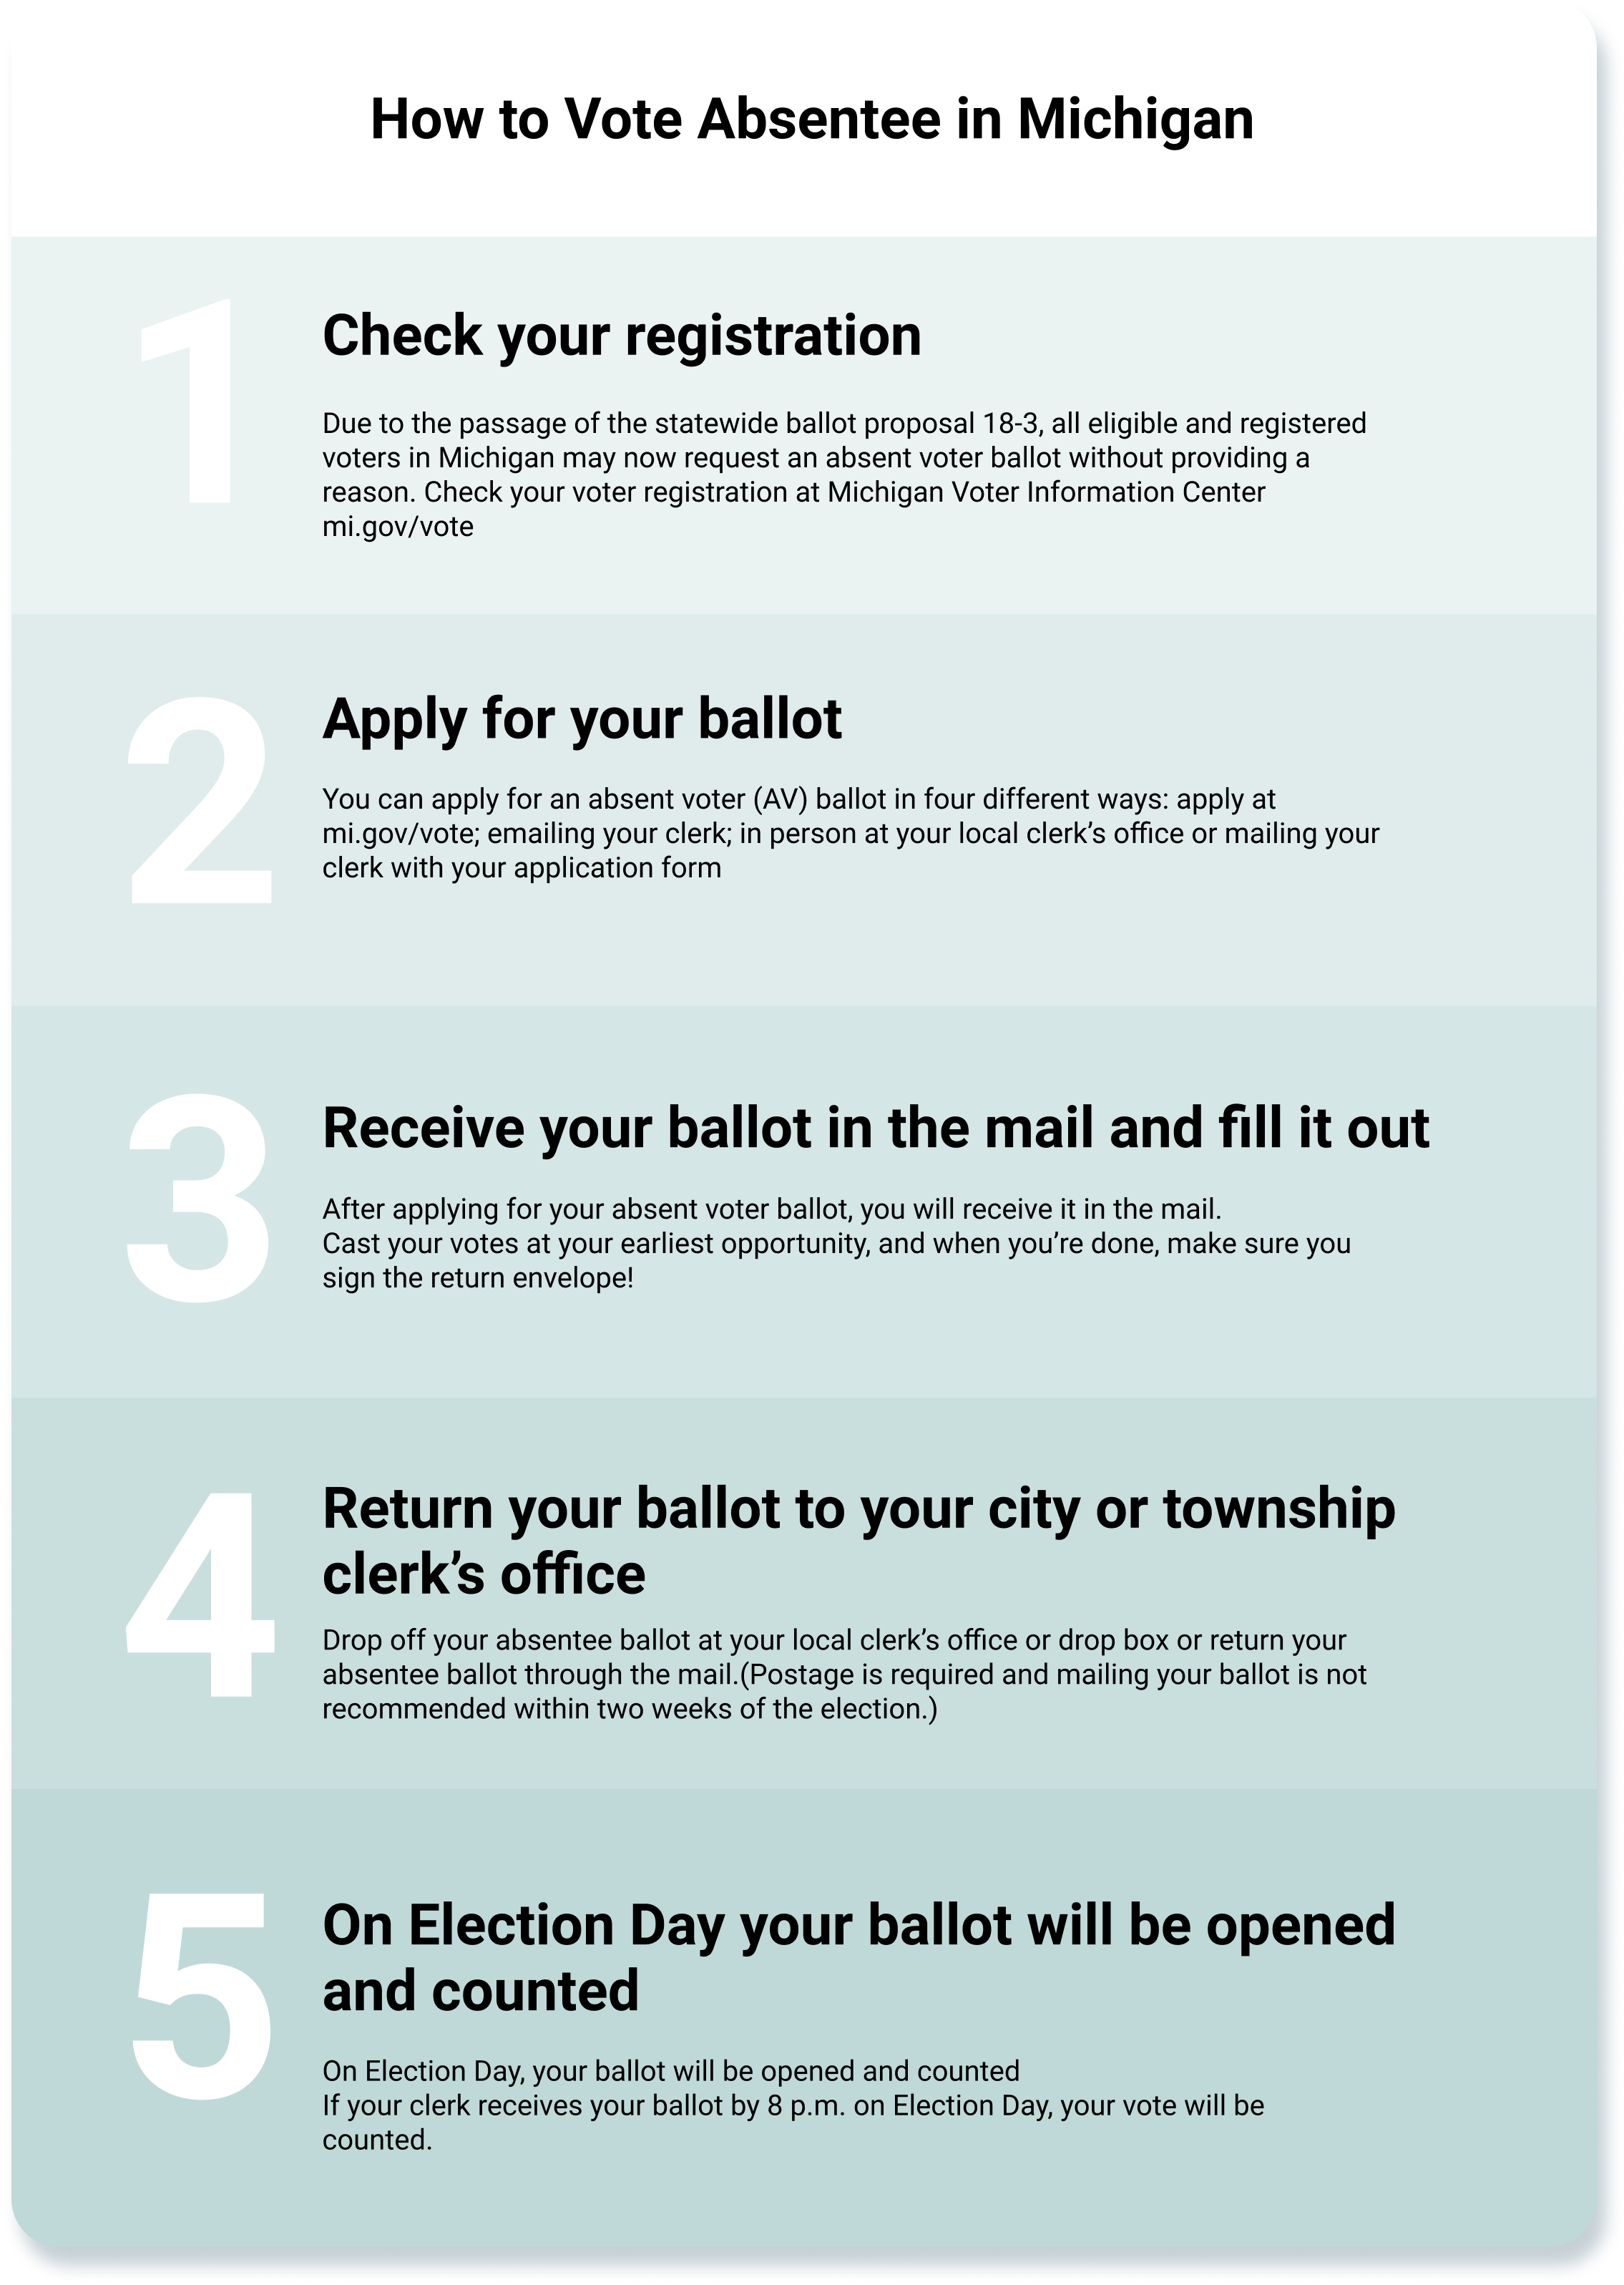 How to Vote Absentee in Michigan
1
Check your registration
Due to the passage of the statewide ballot proposal 18-3, all eligible and registered
voters in Michigan may now request an absent voter ballot without providing a
reason. Check your voter registration at Michigan Voter Information Center
mi.gov/vote
2
Apply for your ballot
You can apply for an absent voter (AV) ballot in four different ways: apply at
mi.gov/vote; emailing your clerk; in person at your local clerk’s office or mailing your
clerk with your application form
3
Receive your ballot in the mail and fill it out
After applying for your absent voter ballot, you will receive it in the mail.
Cast your votes at your earliest opportunity, and when you’re done, make sure you
sign the return envelope!
4
Return your ballot to your city or township
clerk’s office
Drop off your absentee ballot at your local clerk’s office or drop box or return your
absentee ballot through the mail.(Postage is required and mailing your ballot is not
recommended within two weeks of the election.)
5
On Election Day your ballot will be opened
and counted
On Election Day, your ballot will be opened and counted
If your clerk receives your ballot by 8 p.m. on Election Day, your vote will be
counted.